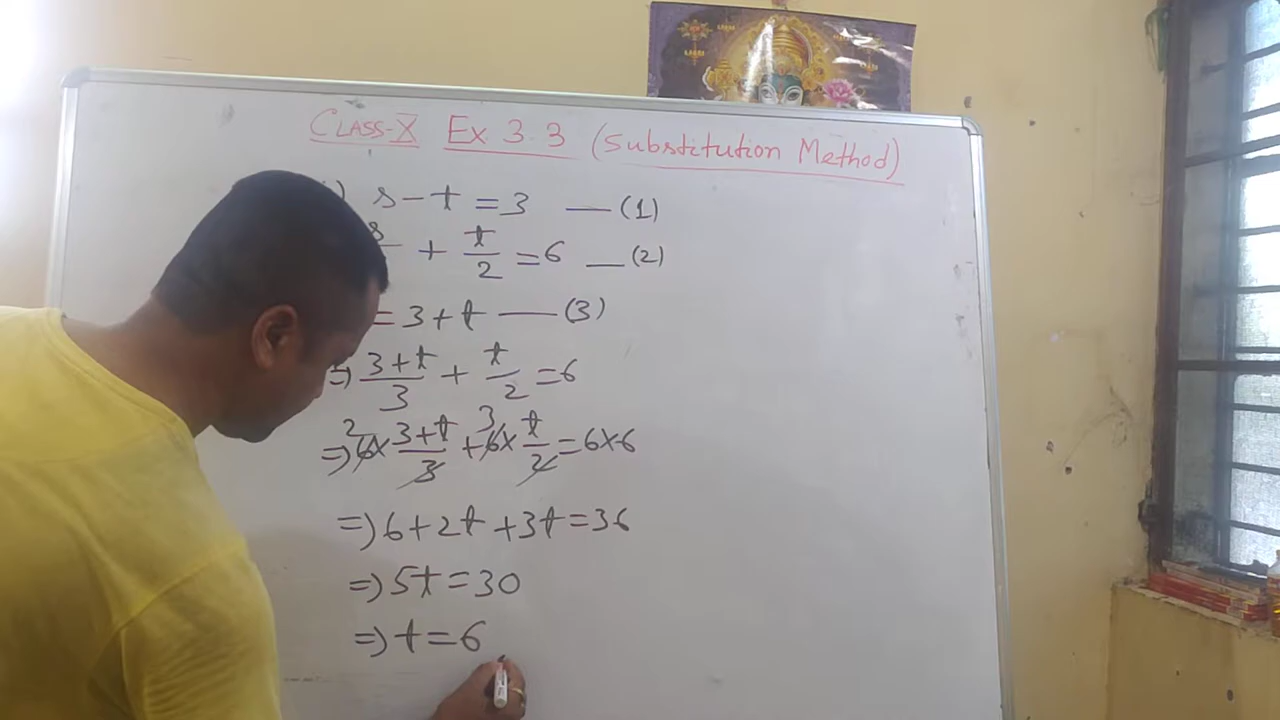 CLASS-X Ex 3.3 (Substitution Method)
) s-t=3 —(1)
s + t/2 =6 —(2)
= 3+t —(3)
⇒ (3+t)/3 + t/2 =6
⇒ 2 6× (3+t)/3 + 3 6× t/2 =6×6
⇒ 6+2t+3t=36
⇒ 5t=30
⇒ t=6